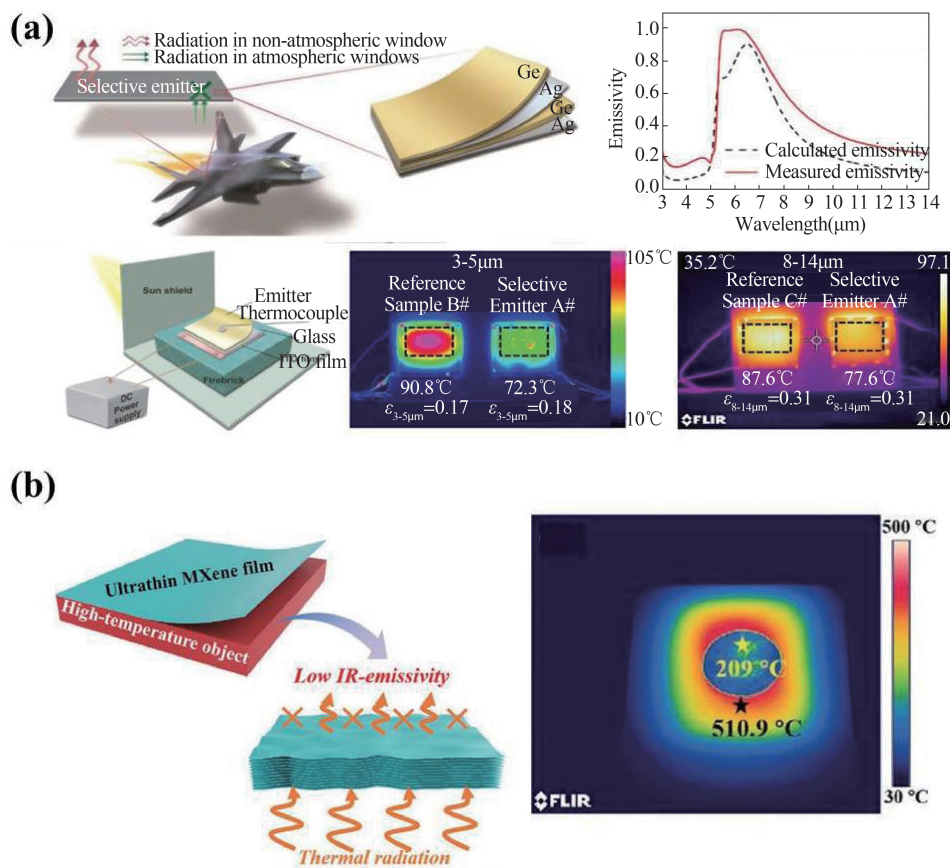 (a)
Radiation in non-atmospheric window
Radiation in atmospheric windows
Selective emitter
Ge
Ag
Ge
Ag
Emissivity
1.0
0.8
0.6
0.4
0.2
0.0
Calculated emissivity
Measured emissivity
3 4 5 6 7 8 9 10 11 12 13 14
Wavelength(μm)
Sun shield
Emitter
Thermocouple
Glass
ITO film
Firebrick
DC
Power
supply
3-5μm
105℃
Reference
Sample B#
Selective
Emitter A#
90.8℃
72.3℃
ε3-5μm=0.17
ε3-5μm=0.18
10℃
35.2℃
8-14μm
97.1
Reference
Sample C#
Selective
Emitter A#
87.6℃
77.6℃
ε8-14μm=0.31
ε8-14μm=0.31
FLIR
21.0
(b)
Ultrathin MXene film
High-temperature object
Low IR-emissivity
Thermal radiation
500 °C
209 °C
510.9 °C
FLIR
30 °C